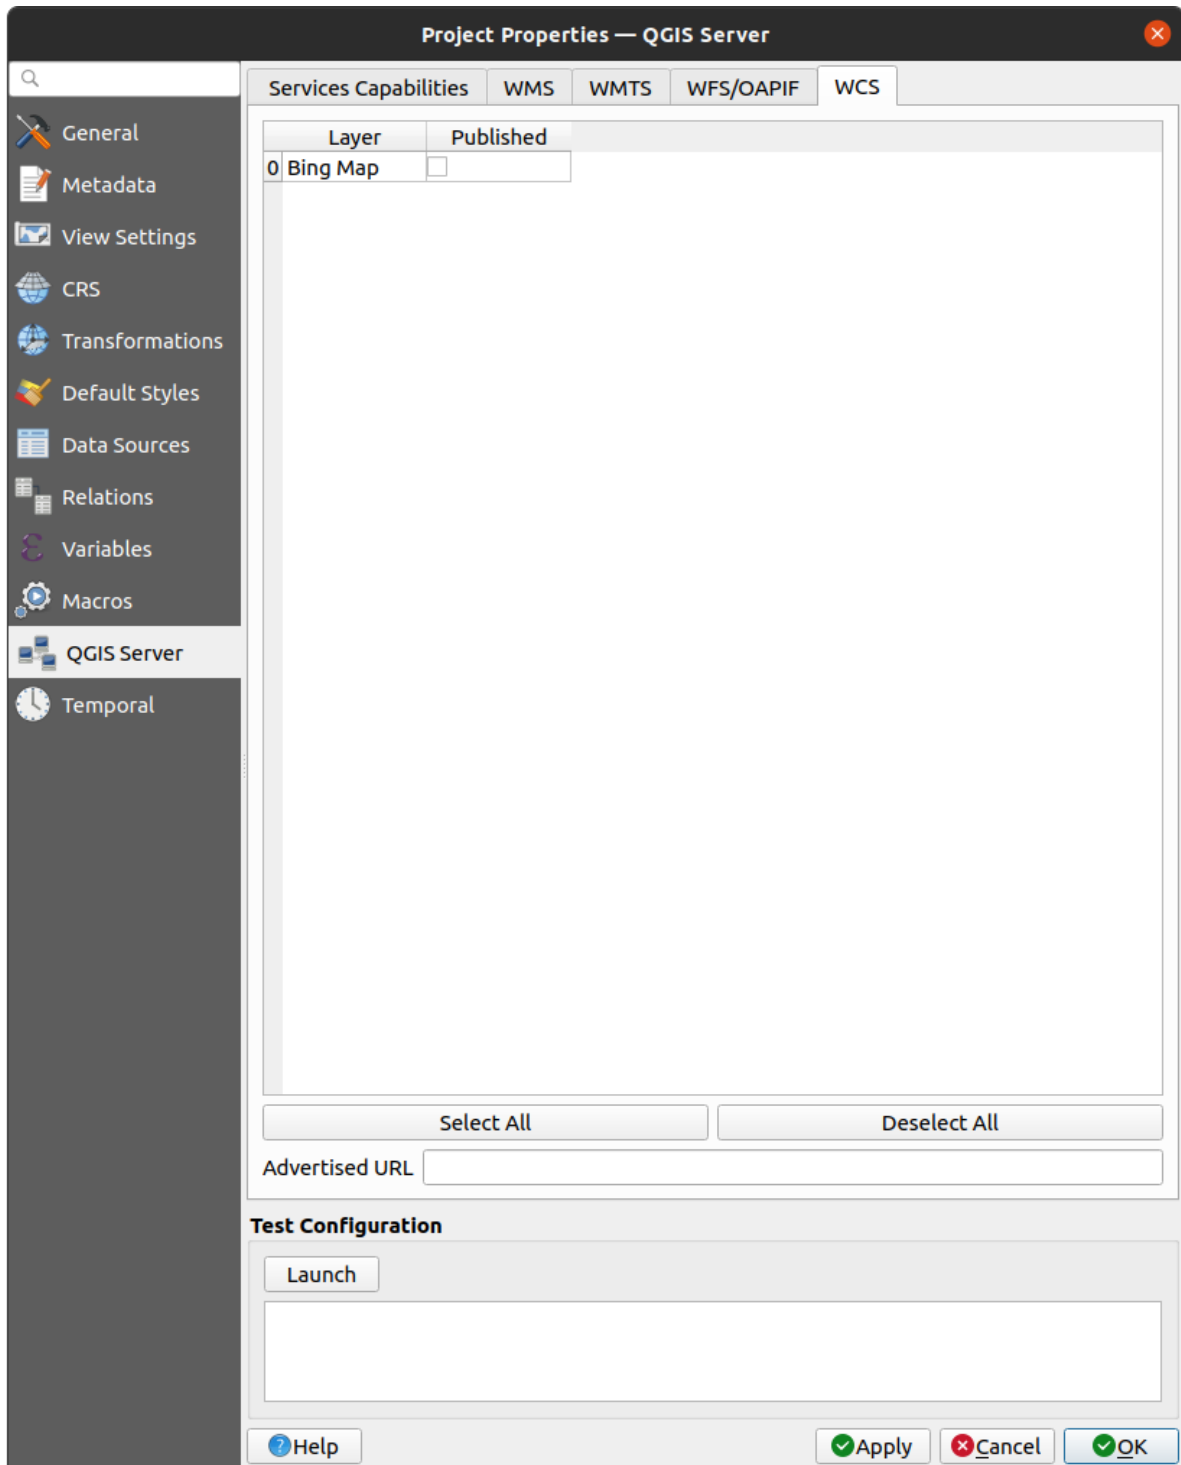 Project Properties — QGIS Server
Services Capabilities WMS WMTS WFS/OAPIF WCS
General
Metadata
View Settings
CRS
Transformations
Default Styles
Data Sources
Relations
Variables
Macros
QGIS Server
Temporal
Layer Published
0 Bing Map
Select All Deselect All
Advertised URL
Test Configuration
Launch
Help Apply Cancel OK